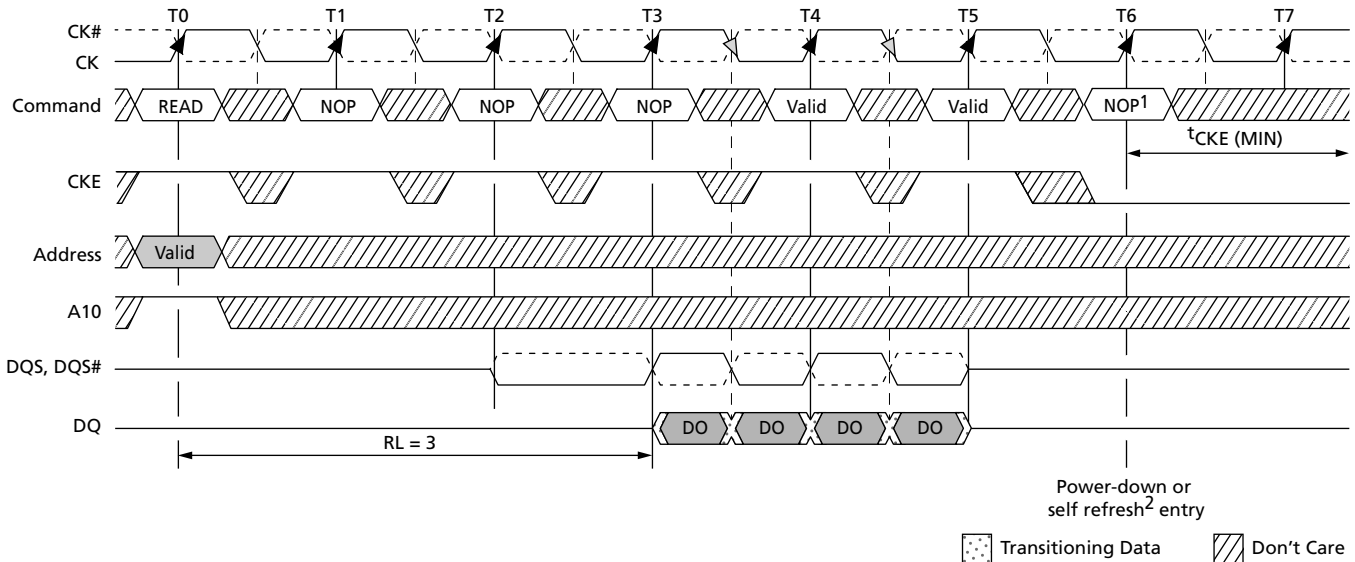 T0 T1 T2 T3 T4 T5 T6 T7
CK#
CK
Command READ NOP NOP NOP Valid Valid NOP1
tCKE (MIN)
CKE
Address Valid
A10
DQS, DQS#
DQ DO DO DO DO
RL = 3
Power-down or
self refresh2 entry
Transitioning Data Don't Care